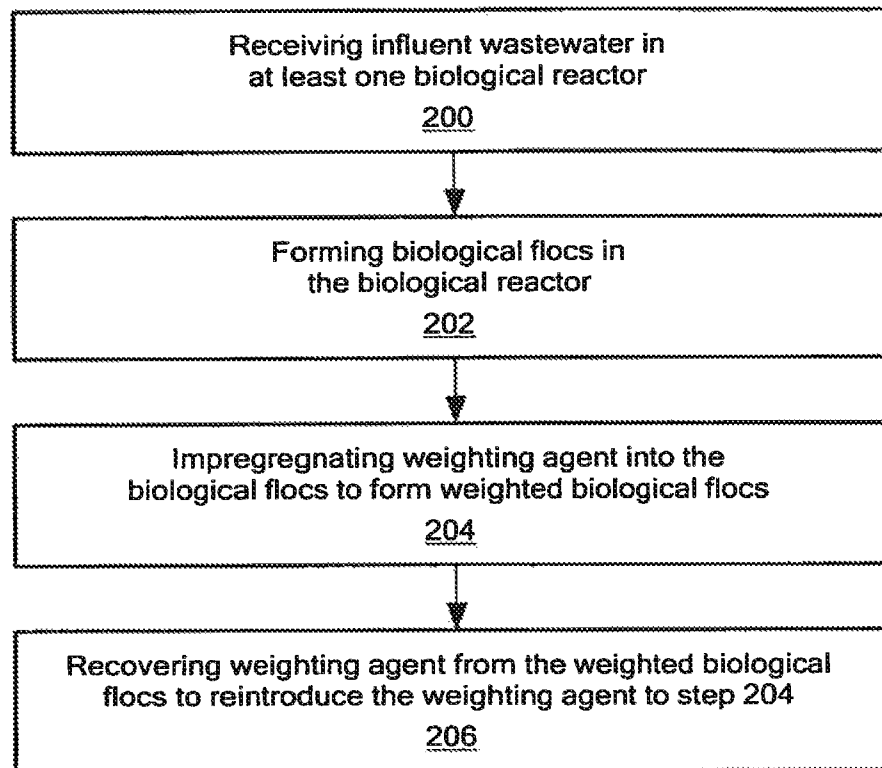 Receiving influent wastewater in
at least one biological reactor
200
Forming biological flocs in
the biological reactor
202
Impregregnating weighting agent into the
biological flocs to form weighted biological flocs
204
Recovering weighting agent from the weighted biological
flocs to reintroduce the weighting agent to step 204
206